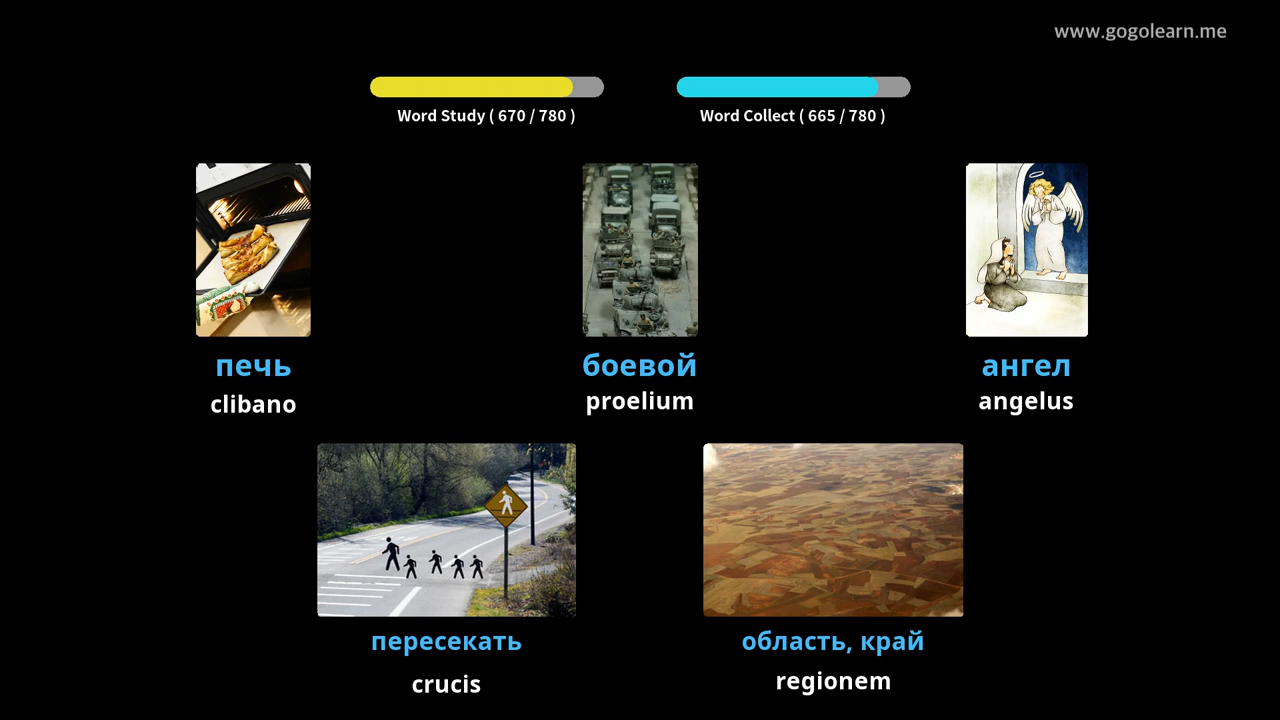 www.gogolearn.me
Word Study ( 670 / 780 )
Word Collect ( 665 / 780 )
печь
clibano
боевой
proelium
ангел
angelus
пересекать
crucis
область, край
regionem